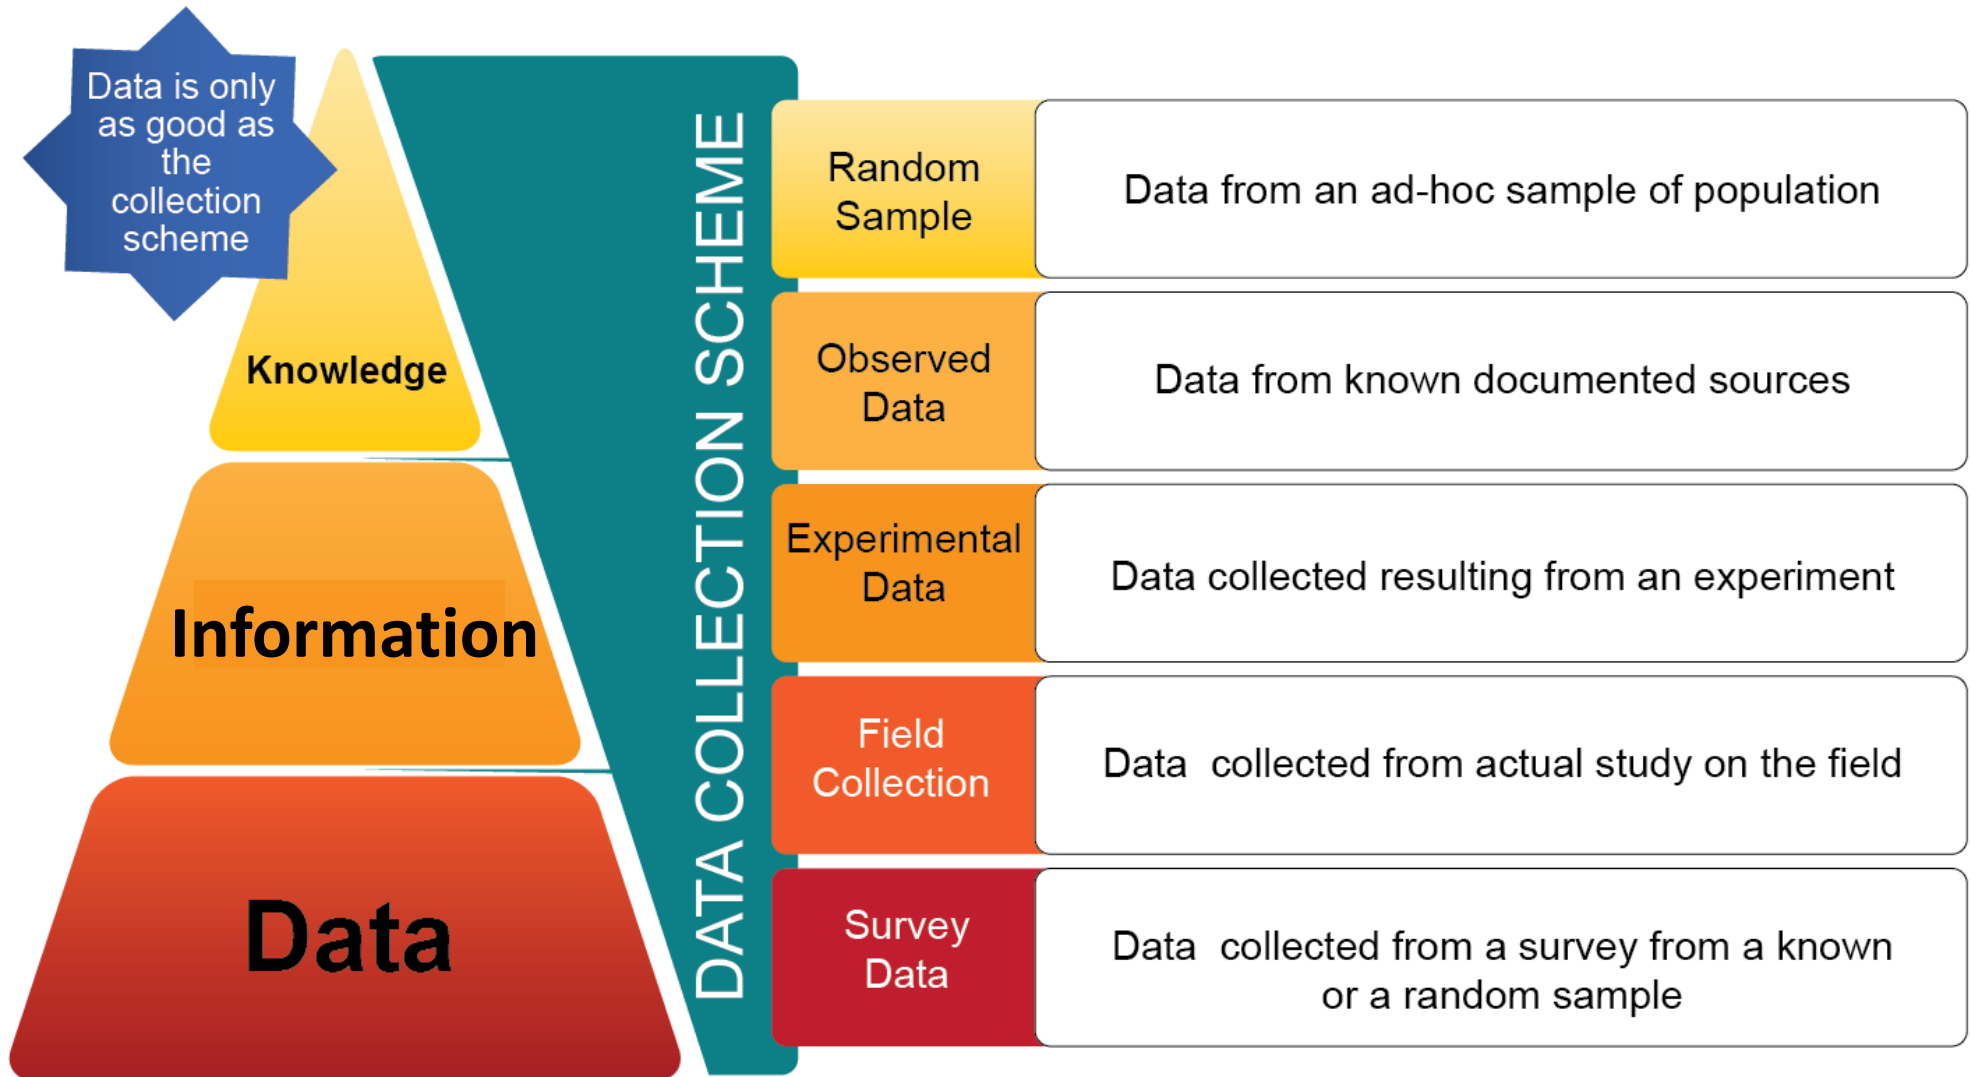 Data is only
as good as
the
collection
scheme
Knowledge
Information
Data
DATA COLLECTION SCHEME
Random
Sample
Data from an ad-hoc sample of population
Observed
Data
Data from known documented sources
Experimental
Data
Data collected resulting from an experiment
Field
Collection
Data  collected from actual study on the field
Survey
Data
Data  collected from a survey from a known
or a random sample